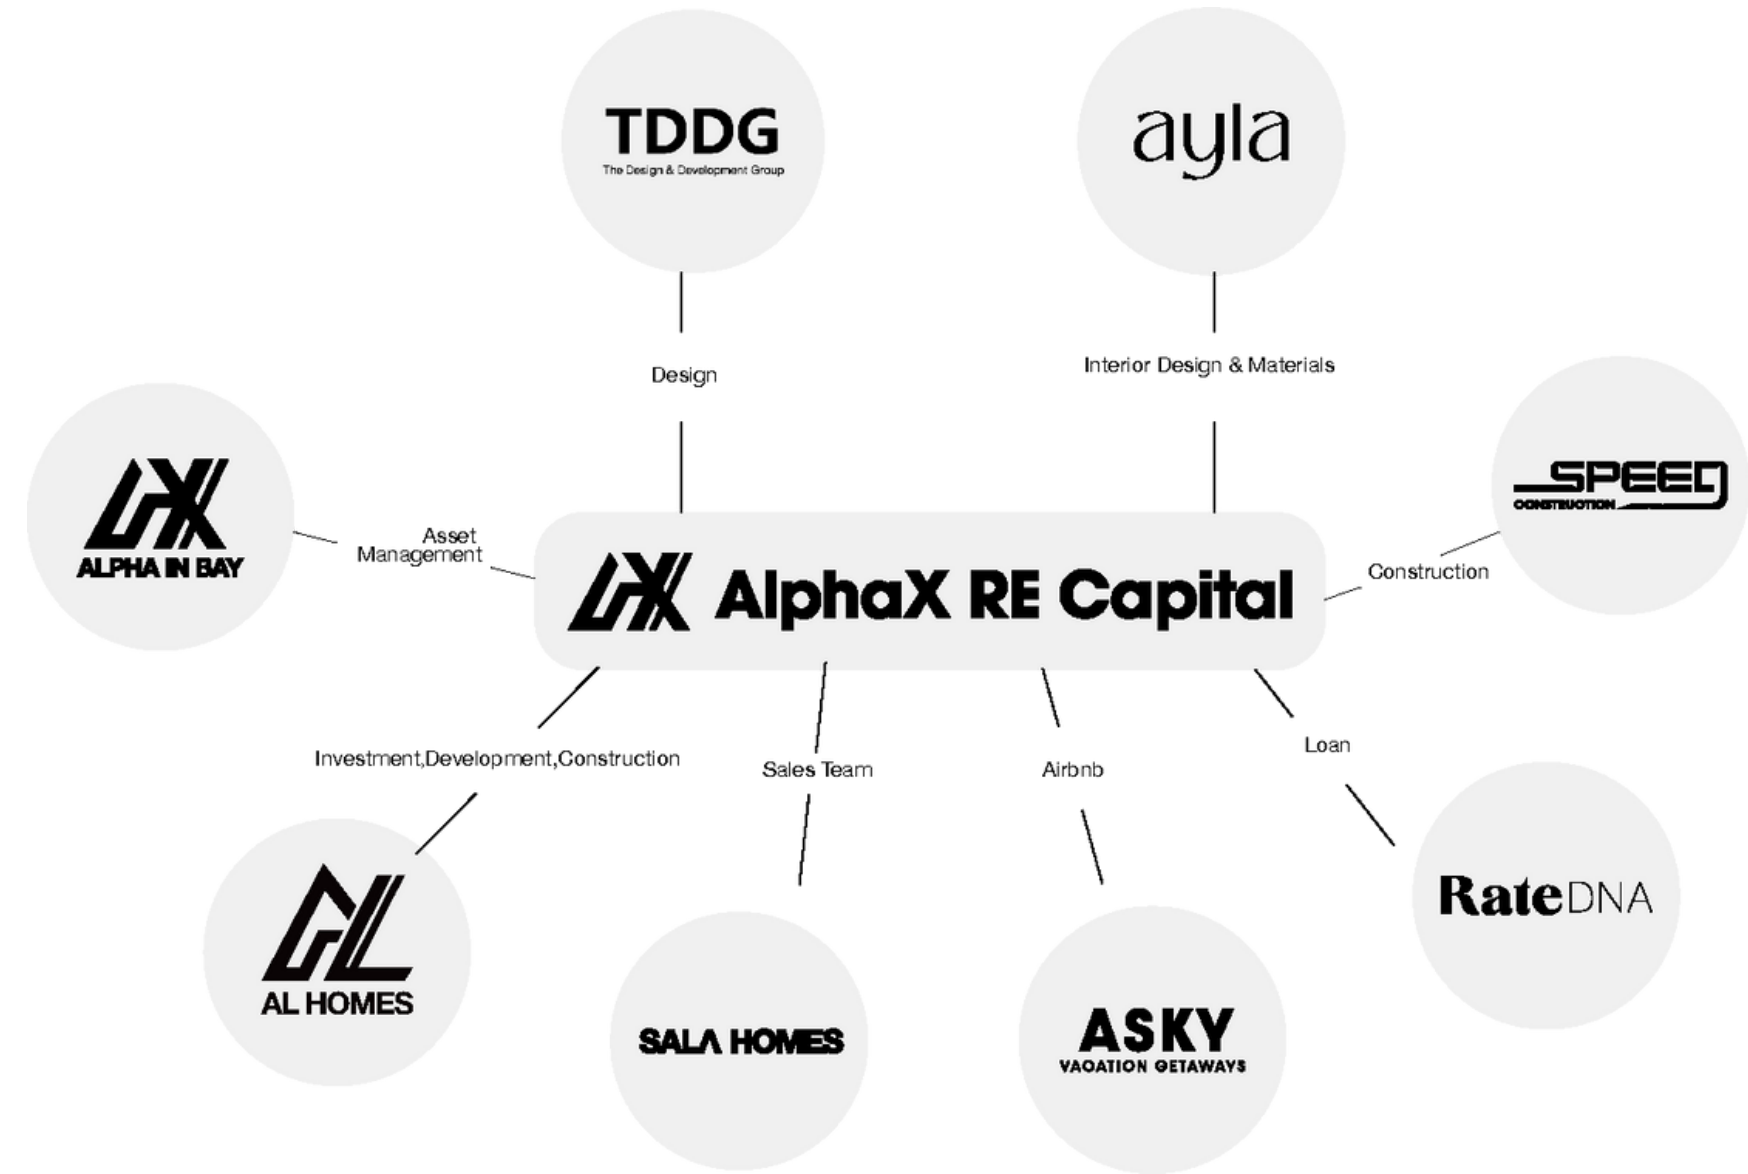 TDDG
The Design & Development Group
ayla
Design
Interior Design & Materials
SPEED
CONSTRUCTION
ALPHA IN BAY
Asset
Management
AlphaX RE Capital
Construction
Investment,Development,Construction
Sales Team
Airbnb
Loan
AL HOMES
RateDNA
SALA HOMES
ASKY
VACATION GETAWAYS